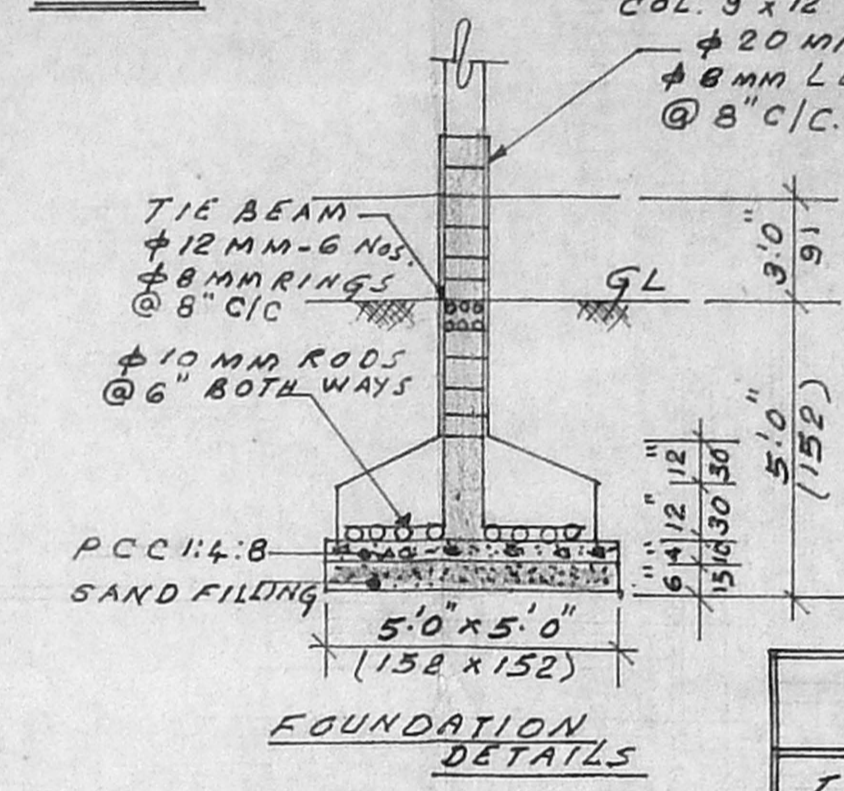 COL. 9" x 12"
ϕ 20 MM
ϕ 8 MM L
@ 8" C/C.
TIE BEAM
ϕ 12 MM-6 NOS.
ϕ 8 MM RINGS
@ 8" C/C
GL
3'.0"
91
ϕ 10 MM RODS
@ 6" BOTH WAYS
5'.0"
(152)
12"
30
12"
30
4"
10
6"
15
P C C 1:4:8
SAND FILLING
5'.0" x 5'.0"
(152 x 152)
FOUNDATION
DETAILS